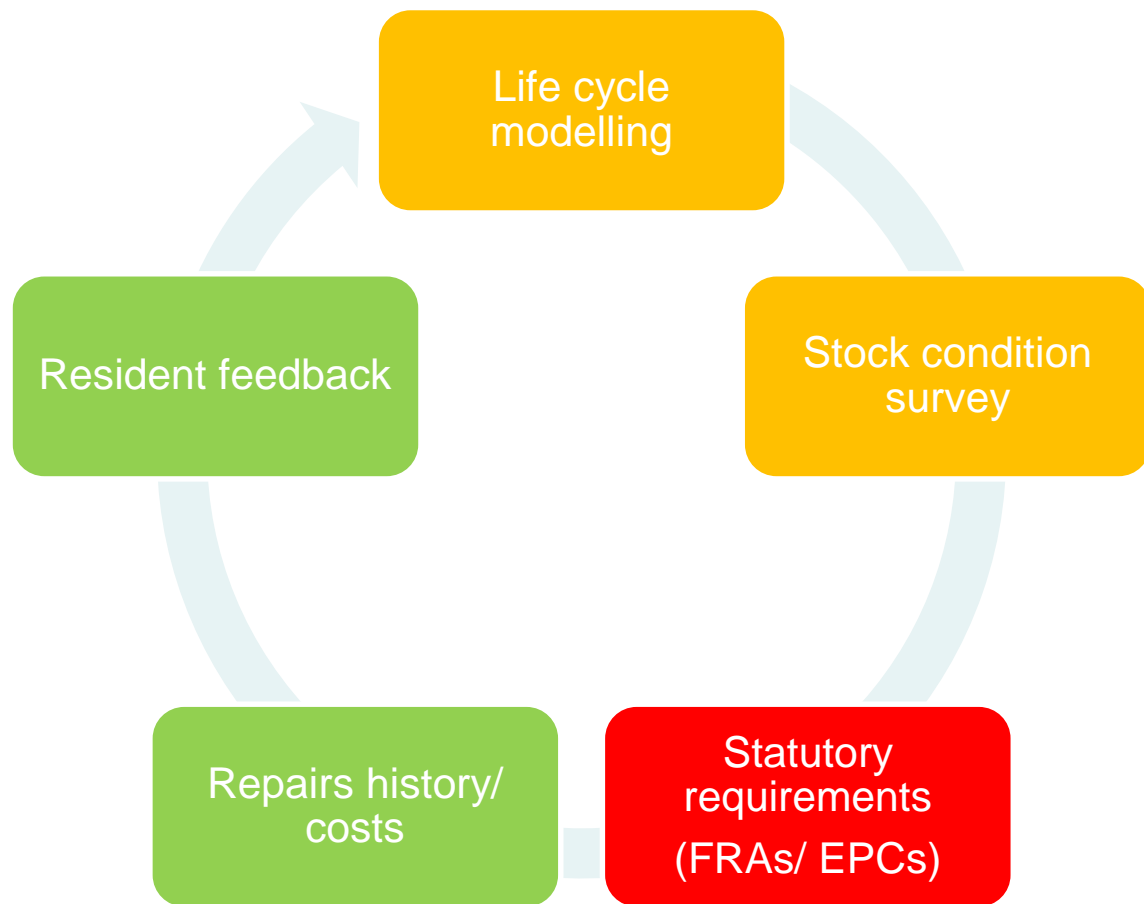 Life cycle
modelling
Stock condition
survey
Statutory
requirements
(FRAs/ EPCs)
Repairs history/
costs
Resident feedback